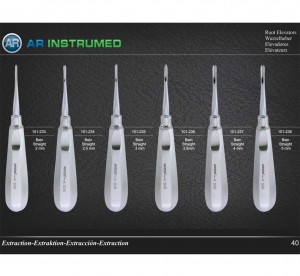 AR AR INSTRUMED
Root Elevators
Wurzelheber
Elevadores
Élévateurs
101-233
Bein
Straight
2 mm
101-234
Bein
Straight
2.5 mm
101-235
Bein
Straight
3 mm
101-236
Bein
Straight
3.5mm
101-237
Bein
Straight
4 mm
101-238
Bein
Straight
5 mm
Extraction-Extraktion-Extracción-Extraction
40